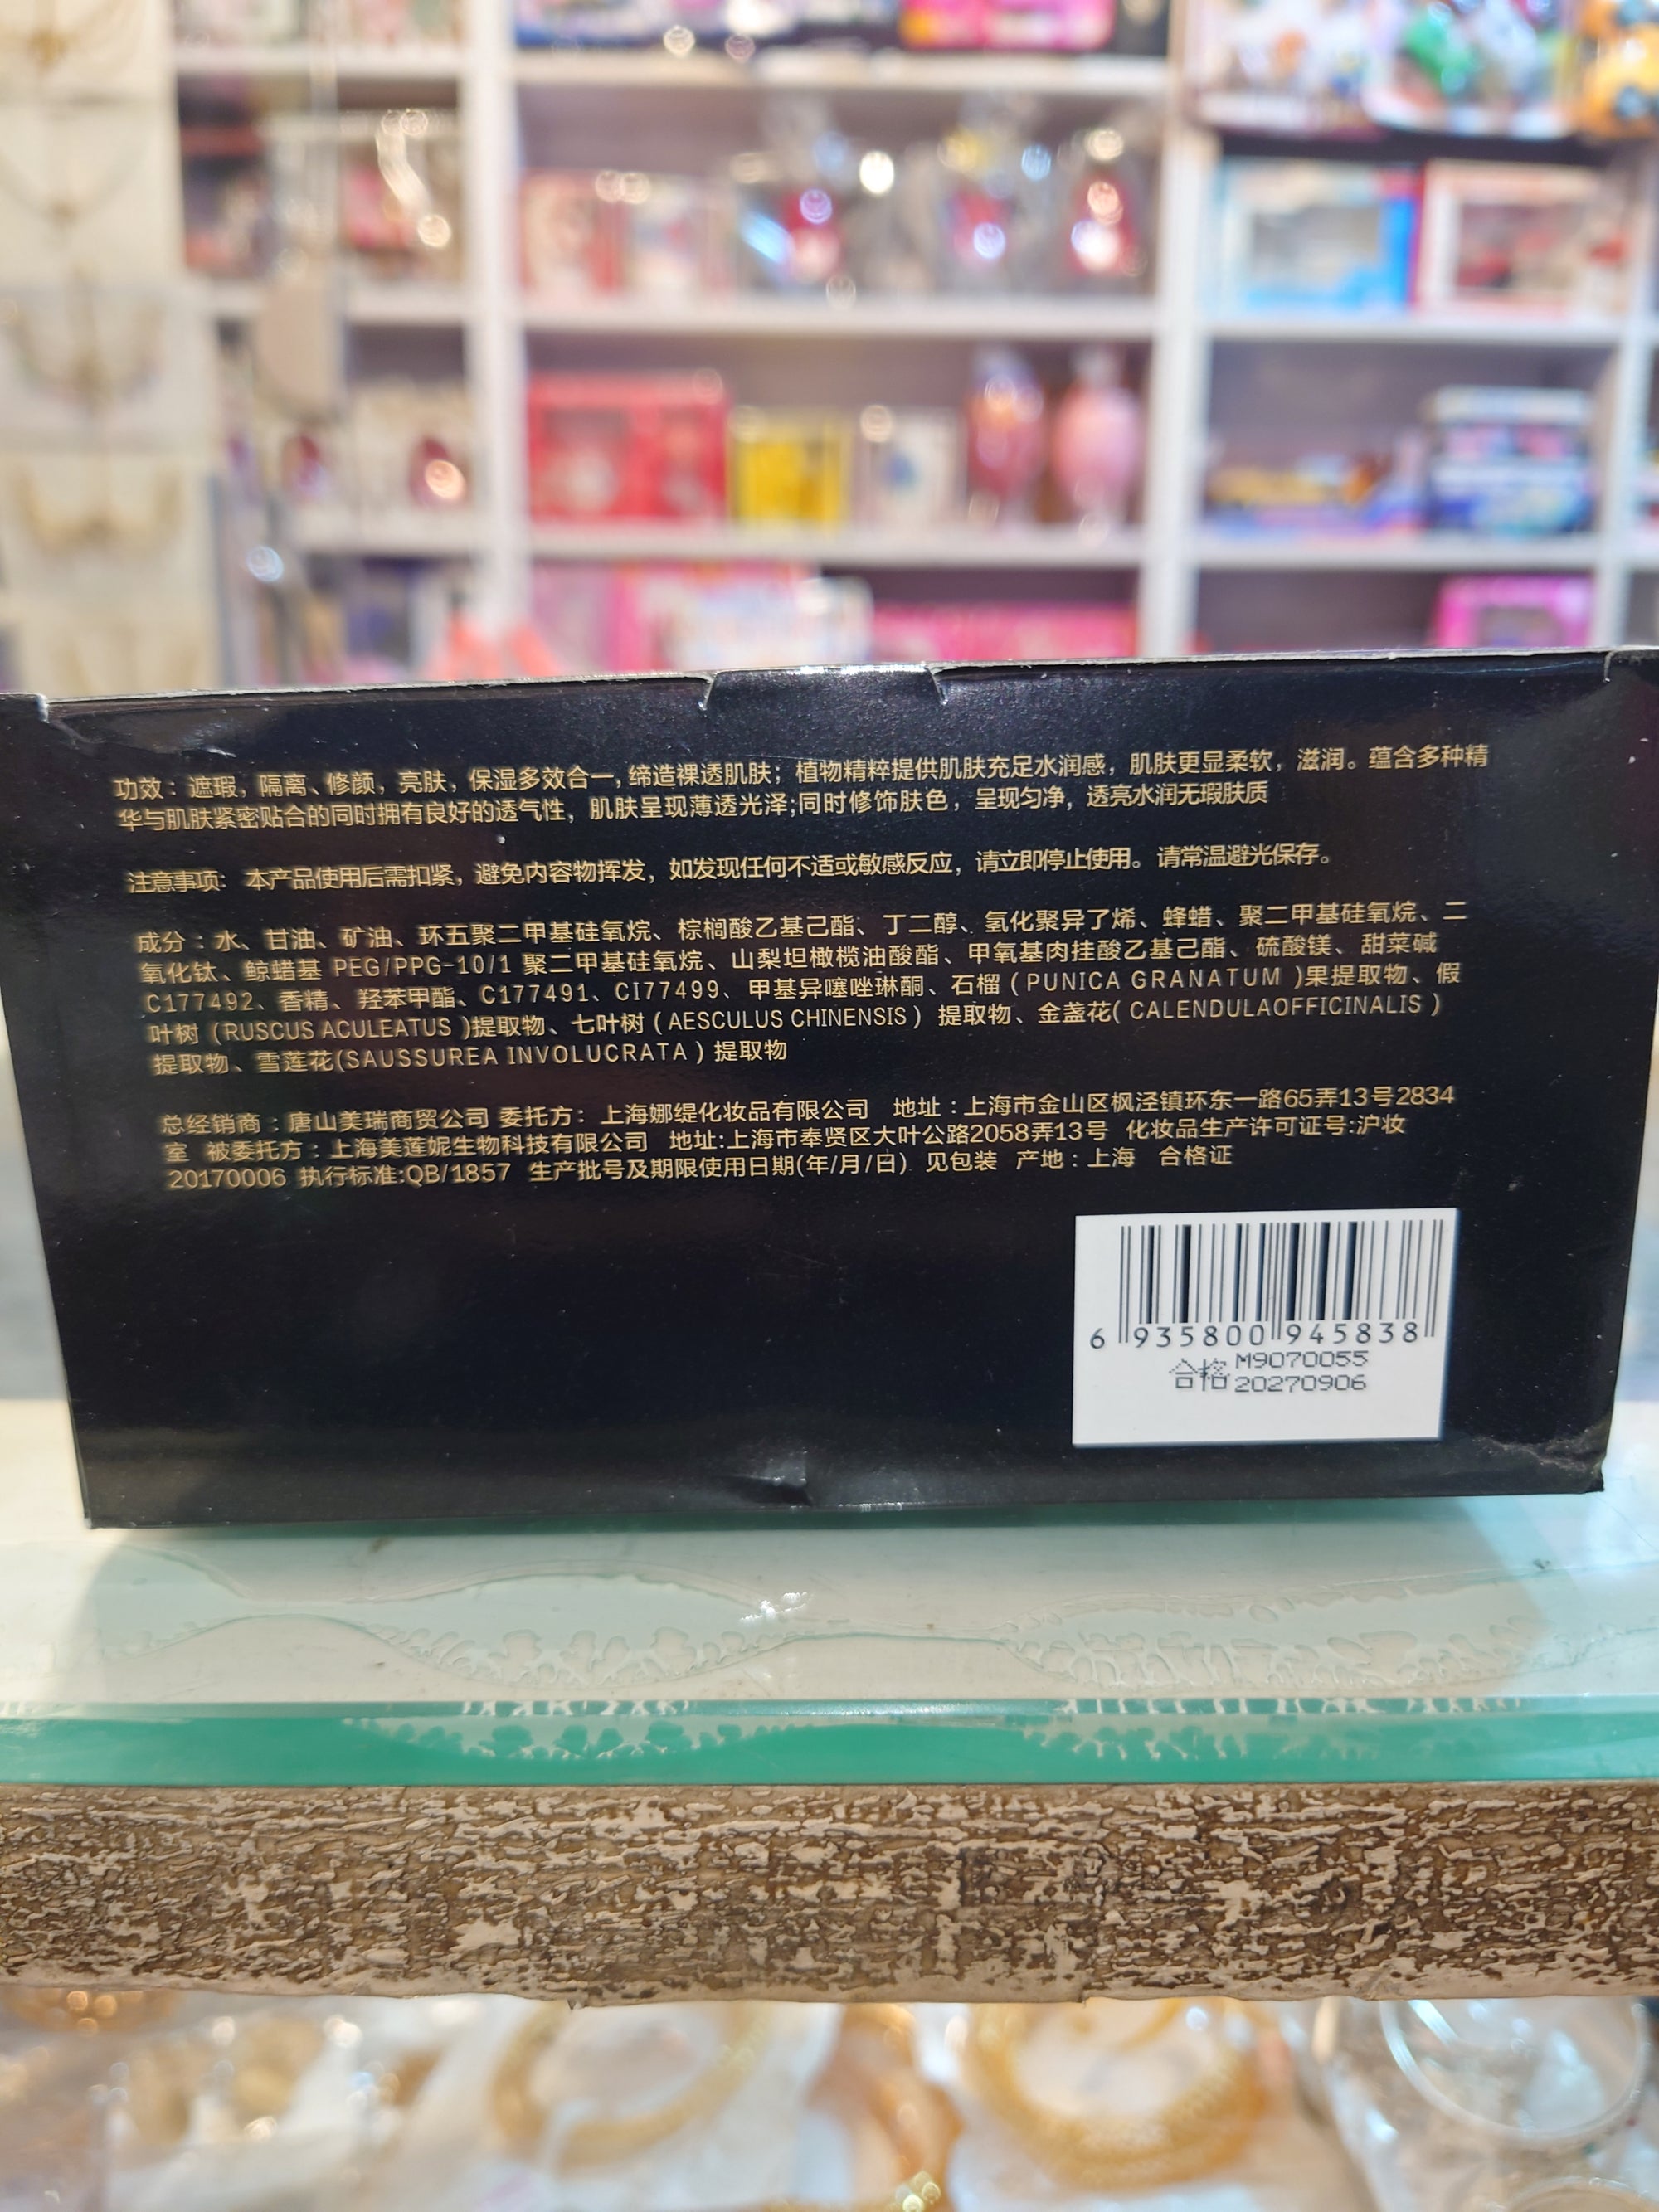 功效：遮瑕，隔离、修颜，亮肤，保湿多效合一，缔造裸透肌肤；植物精粹提供肌肤充足水润感，肌肤更显柔软，滋润。蕴含多种精
华与肌肤紧密贴合的同时拥有良好的透气性，肌肤呈现薄透光泽;同时修饰肤色，呈现匀净，透亮水润无瑕肤质
注意事项：本产品使用后需扣紧，避免内容物挥发，如发现任何不适或敏感反应，请立即停止使用。请常温避光保存。
成分：水、甘油、矿油、环五聚二甲基硅氧烷、棕榈酸乙基己酯、丁二醇、氢化聚异了烯、蜂蜡、聚二甲基硅氧烷、二
氧化钛、鲸蜡基 PEG/PPG-10/1 聚二甲基硅氧烷、山梨坦橄榄油酸酯、甲氧基肉挂酸乙基己酯、硫酸镁、甜菜碱
C177492、香精、羟苯甲酯、C177491、CI77499、甲基异噻唑琳酮、石榴（PUNICA GRANATUM )果提取物、假
叶树（RUSCUS ACULEATUS )提取物、七叶树（AESCULUS CHINENSIS）提取物、金盏花( CALENDULAOFFICINALIS ）
提取物、雪莲花(SAUSSUREA INVOLUCRATA ) 提取物
总经销商：唐山美瑞商贸公司 委托方：上海娜缇化妆品有限公司 地址：上海市金山区枫泾镇环东一路65弄13号2834
室 被委托方：上海美莲妮生物科技有限公司 地址:上海市奉贤区大叶公路2058弄13号 化妆品生产许可证号:沪妆
20170006 执行标准:QB/1857 生产批号及期限使用日期(年/月/日) 见包装 产地：上海 合格证
6 935800 945838
合格 M9070055
20270906